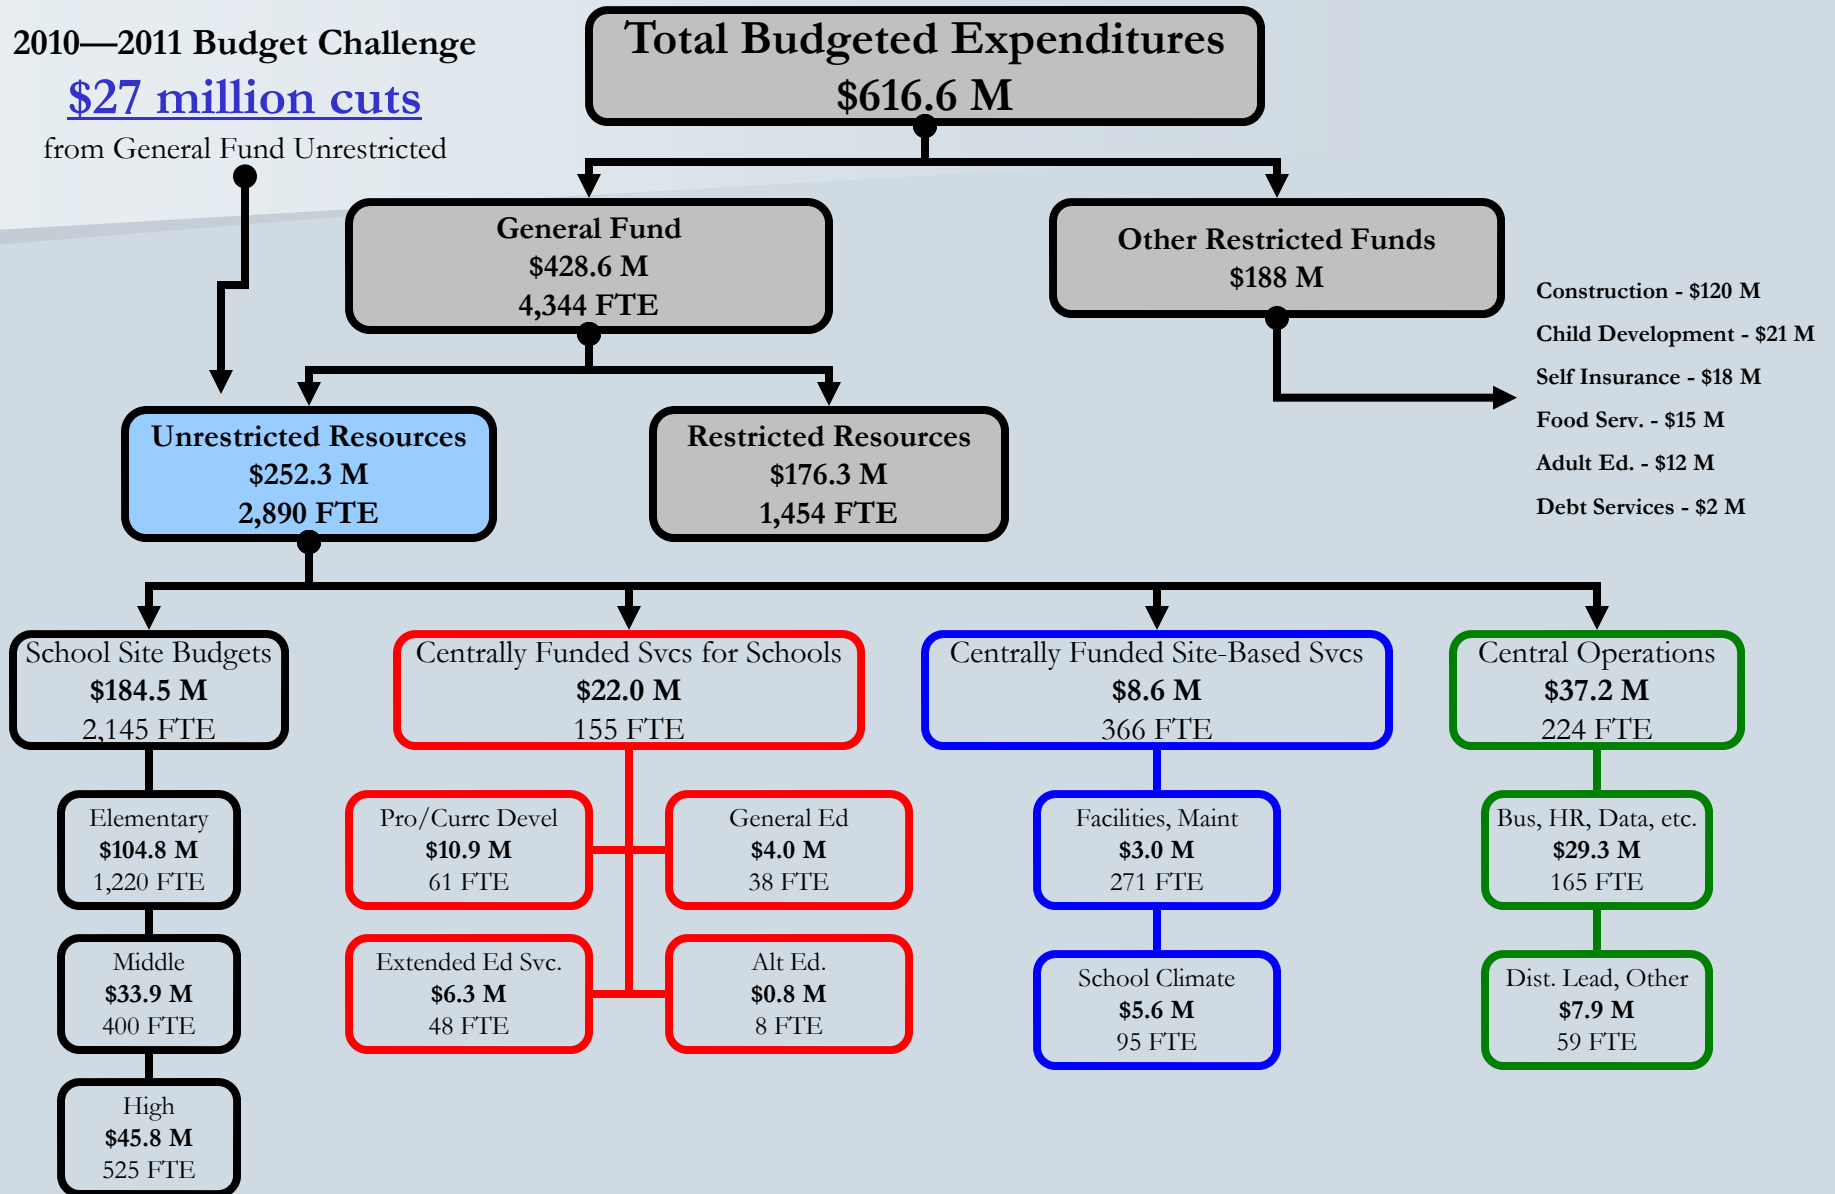 2010—2011 Budget Challenge
$27 million cuts
from General Fund Unrestricted
Total Budgeted Expenditures
$616.6 M
General Fund
$428.6 M
4,344 FTE
Other Restricted Funds
$188 M
Construction - $120 M
Child Development - $21 M
Self Insurance - $18 M
Food Serv. - $15 M
Adult Ed. - $12 M
Debt Services - $2 M
Unrestricted Resources
$252.3 M
2,890 FTE
Restricted Resources
$176.3 M
1,454 FTE
School Site Budgets
$184.5 M
2,145 FTE
Centrally Funded Svcs for Schools
$22.0 M
155 FTE
Centrally Funded Site-Based Svcs
$8.6 M
366 FTE
Central Operations
$37.2 M
224 FTE
Elementary
$104.8 M
1,220 FTE
Pro/Currc Devel
$10.9 M
61 FTE
General Ed
$4.0 M
38 FTE
Facilities, Maint
$3.0 M
271 FTE
Bus, HR, Data, etc.
$29.3 M
165 FTE
Middle
$33.9 M
400 FTE
Extended Ed Svc.
$6.3 M
48 FTE
Alt Ed.
$0.8 M
8 FTE
School Climate
$5.6 M
95 FTE
Dist. Lead, Other
$7.9 M
59 FTE
High
$45.8 M
525 FTE